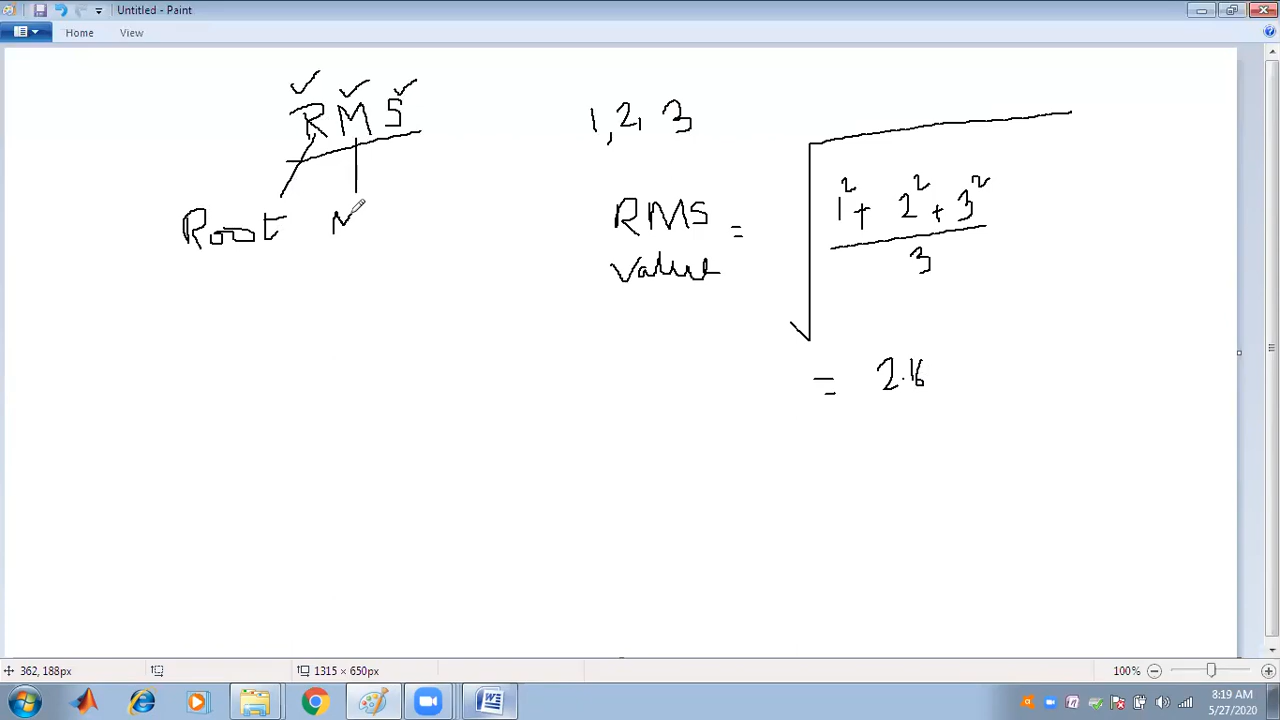 Untitled - Paint
Home View
RMS
1, 2, 3
Root
RMS value = √((1² + 2² + 3²) / 3)
= 2.16
362, 188px
1315 × 650px
100%
8:19 AM
5/27/2020